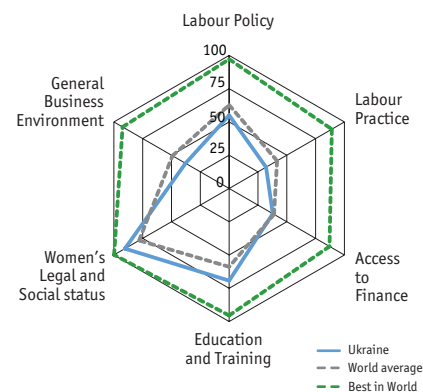 Labour Policy
100
75
50
25
0
General
Business
Environment
Labour
Practice
Women's
Legal and
Social status
Access
to
Finance
Education
and Training
Ukraine
World average
Best in World